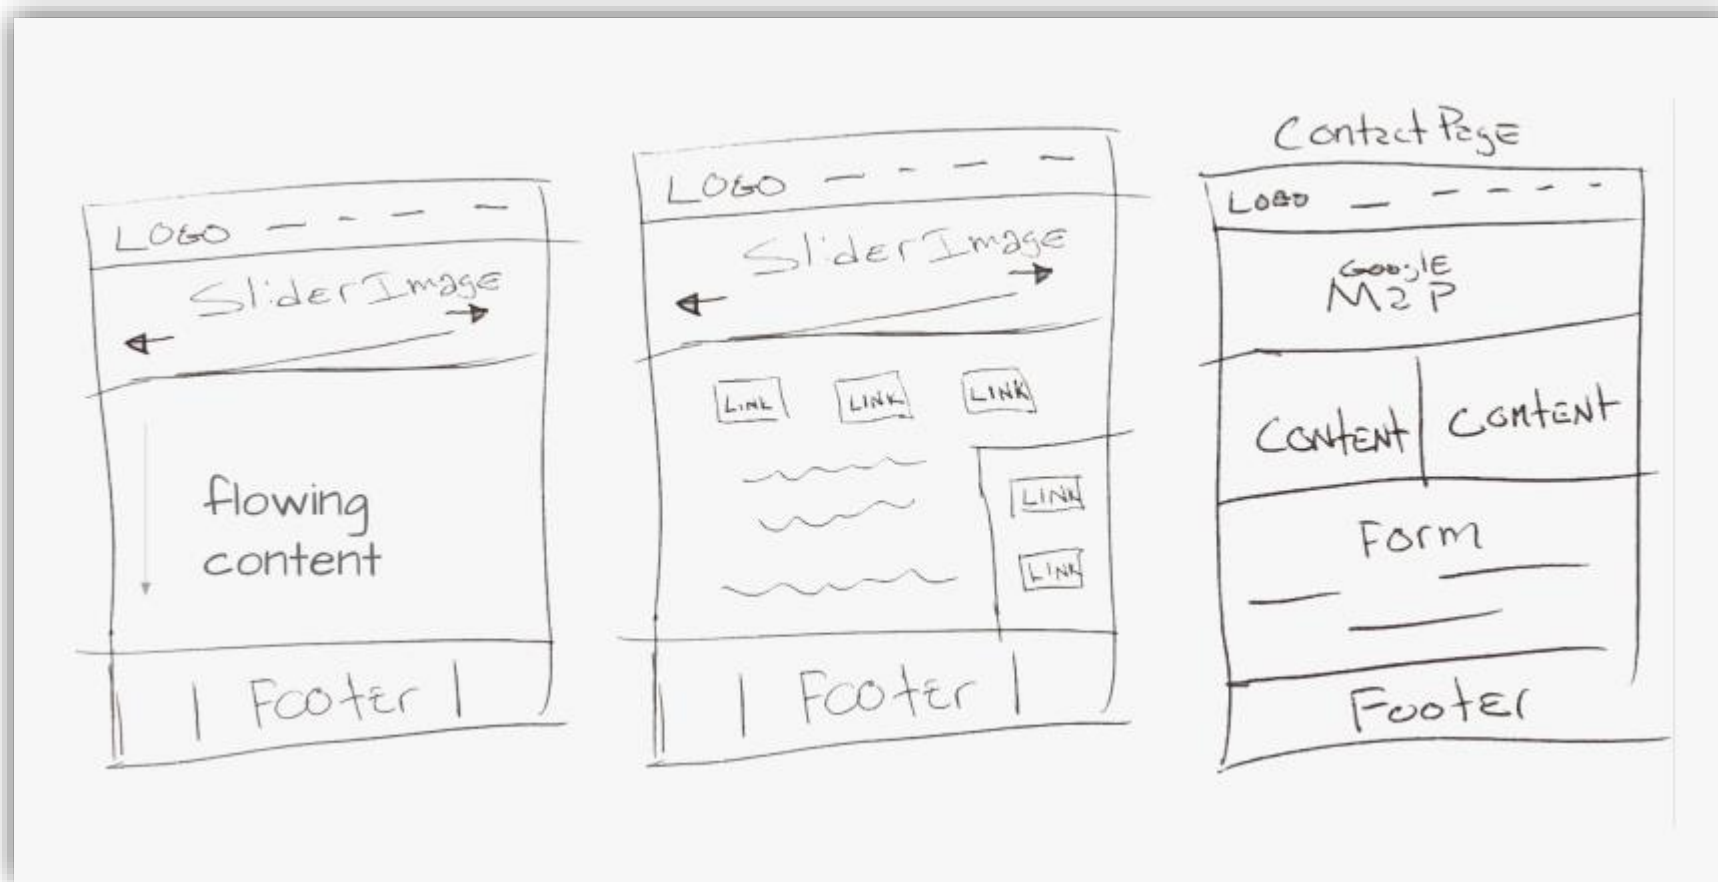 LOGO
Slider Image
flowing
content
Footer
LOGO
Slider Image
LINK
LINK
LINK
LINK
LINK
Footer
Contact Page
LOGO
GooglE
MaP
CONTENT
CONTENT
Form
FootEr